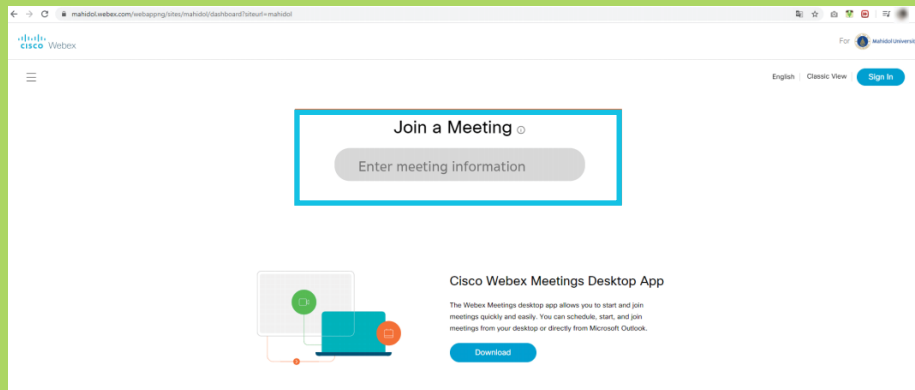 mahidol.webex.com/webappng/sites/mahidol/dashboard?siteurl=mahidol
cisco Webex
For Mahidol Universi
English Classic View Sign In
Join a Meeting
Enter meeting information
Cisco Webex Meetings Desktop App
The Webex Meetings desktop app allows you to start and join
meetings quickly and easily. You can schedule, start, and join
meetings from your desktop or directly from Microsoft Outlook.
Download